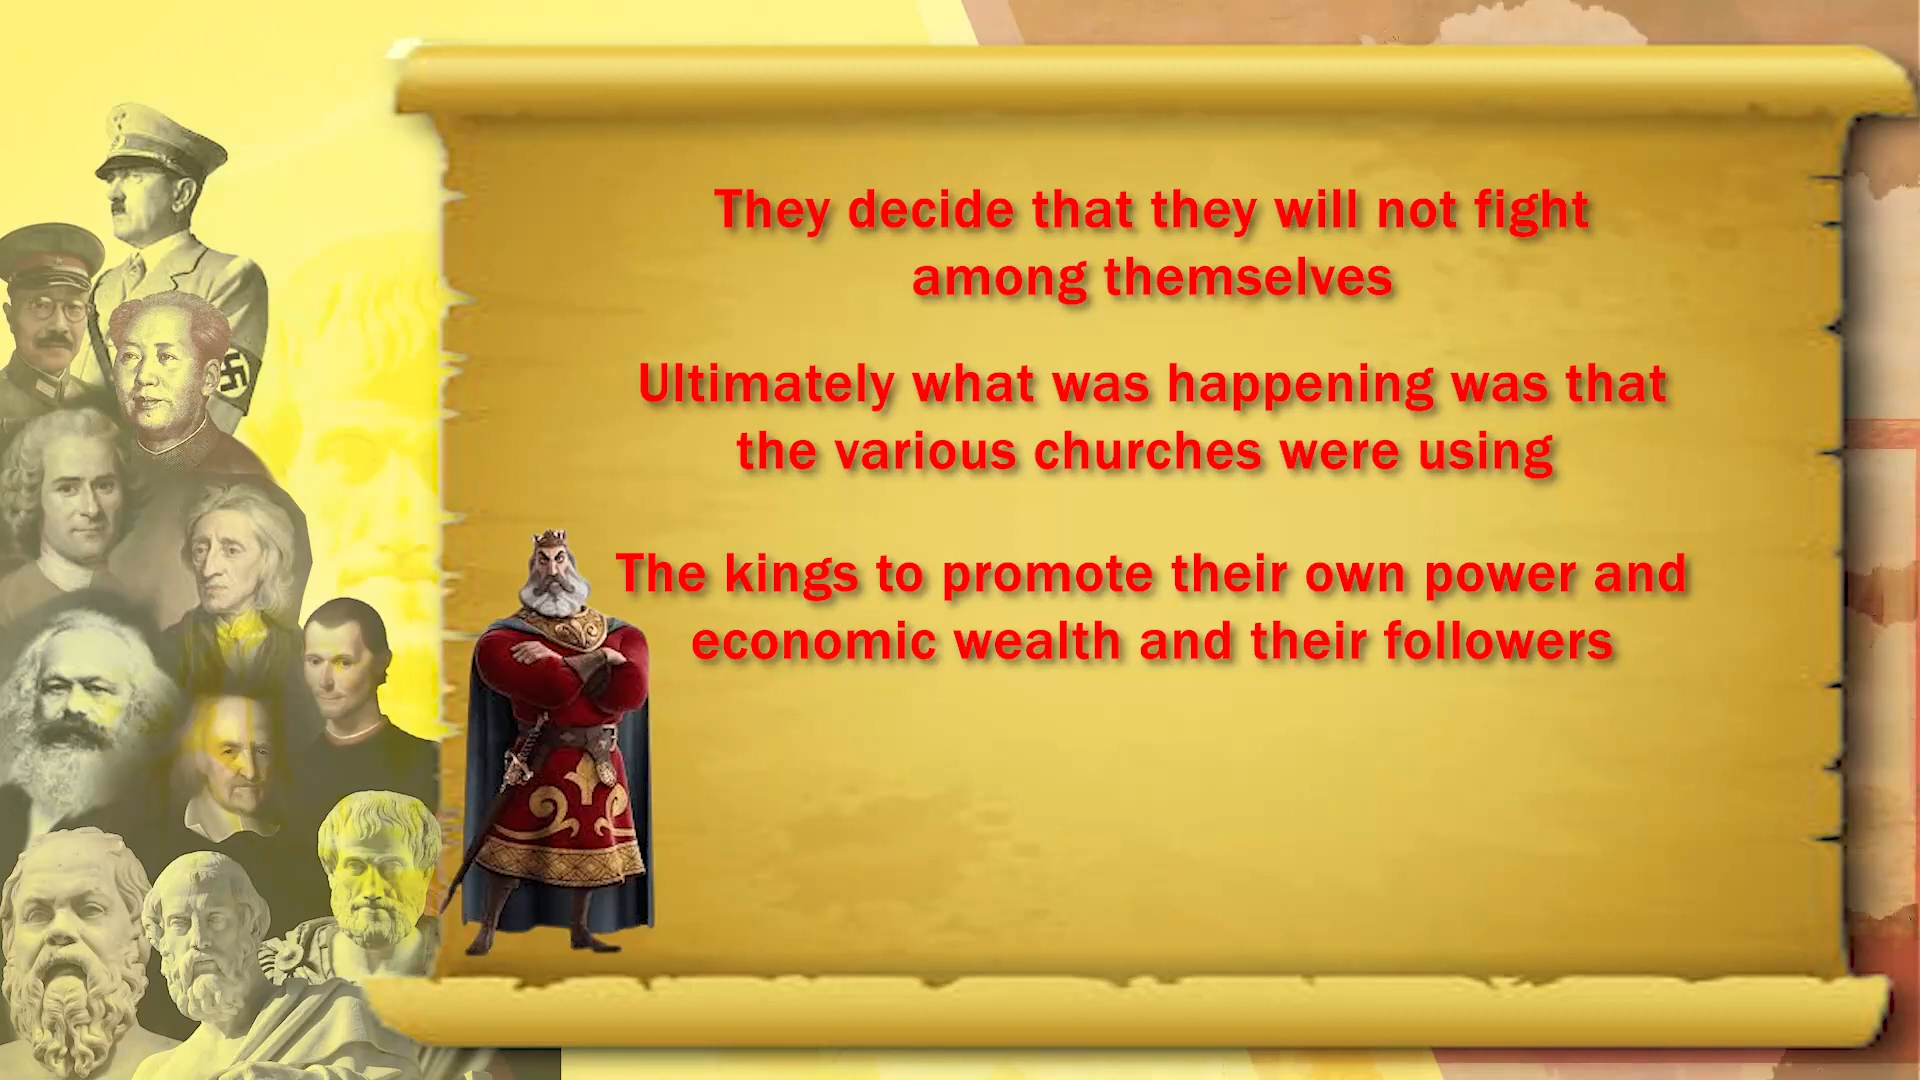 They decide that they will not fight
among themselves
Ultimately what was happening was that
the various churches were using
The kings to promote their own power and
economic wealth and their followers